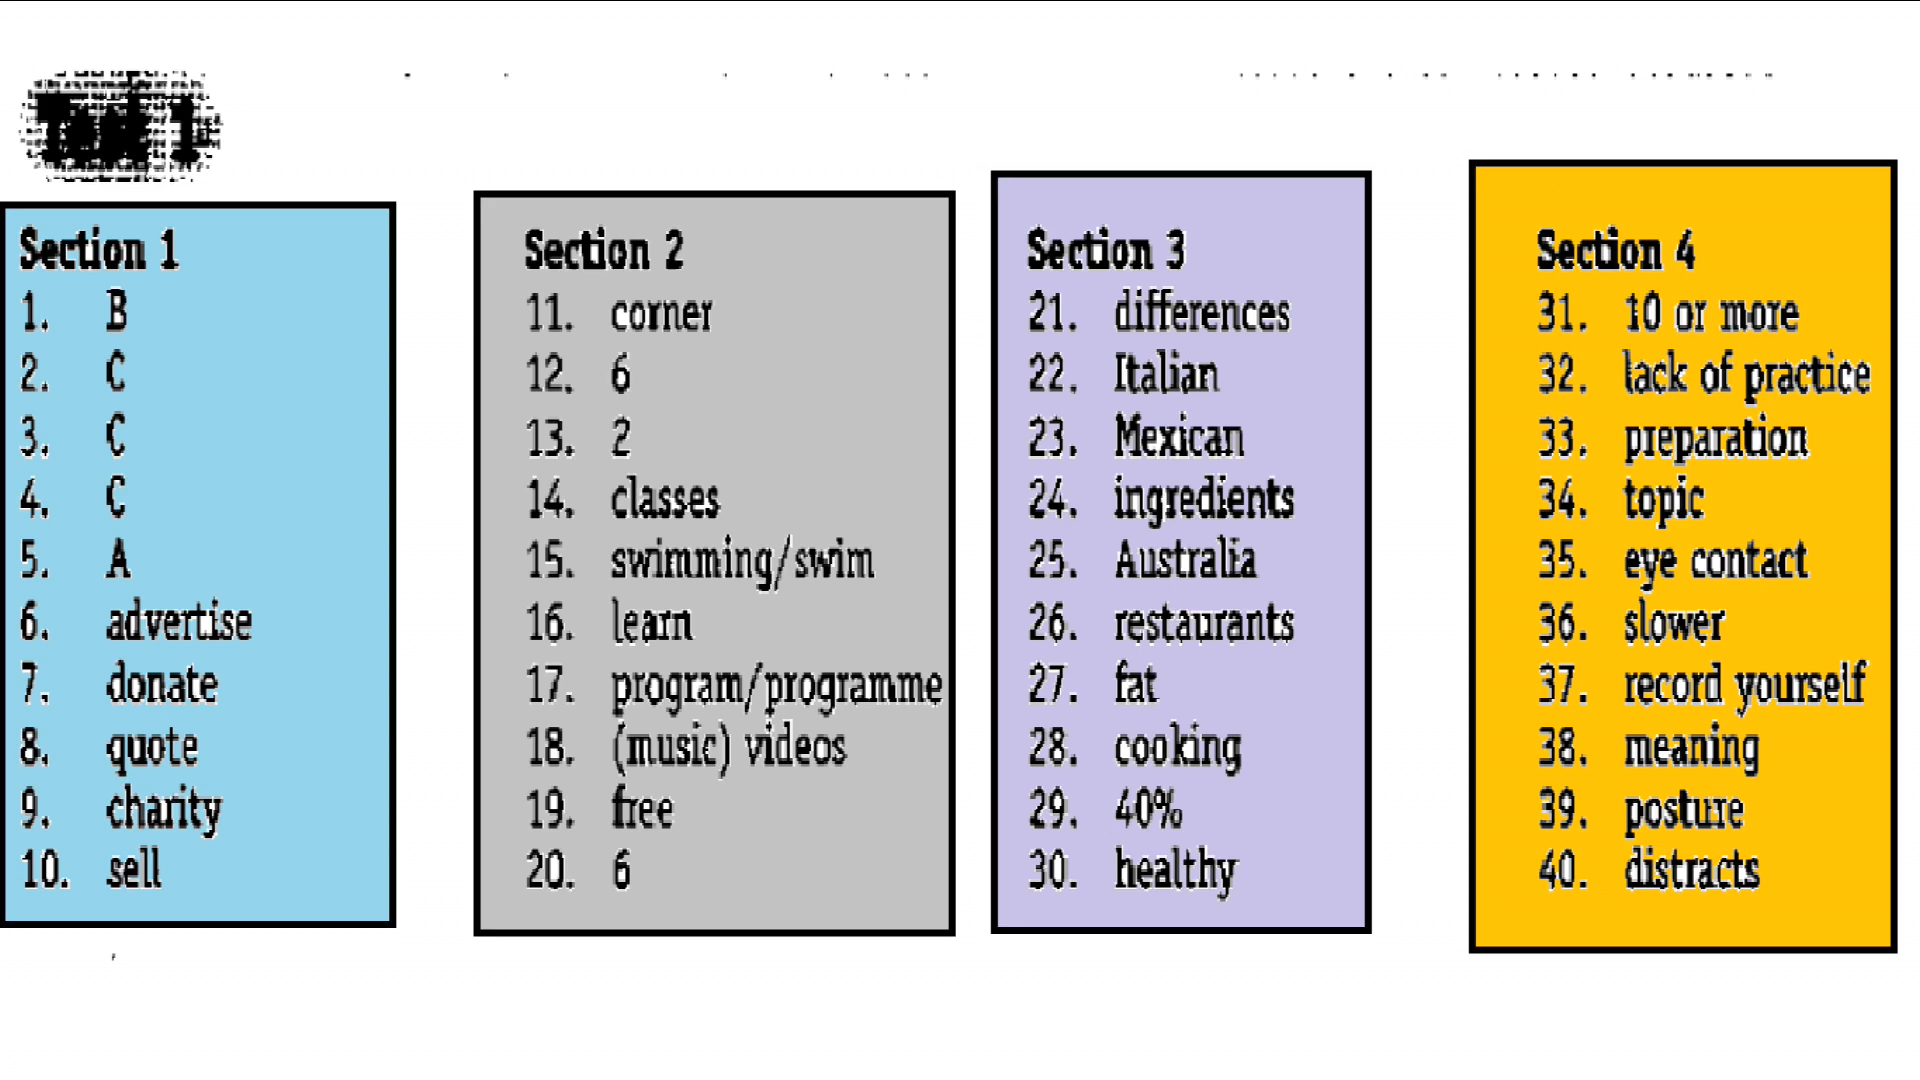 Test 1
Section 1
1. B
2. C
3. C
4. C
5. A
6. advertise
7. donate
8. quote
9. charity
10. sell
Section 2
11. corner
12. 6
13. 2
14. classes
15. swimming/swim
16. learn
17. program/programme
18. (music) videos
19. free
20. 6
Section 3
21. differences
22. Italian
23. Mexican
24. ingredients
25. Australia
26. restaurants
27. fat
28. cooking
29. 40%
30. healthy
Section 4
31. 10 or more
32. lack of practice
33. preparation
34. topic
35. eye contact
36. slower
37. record yourself
38. meaning
39. posture
40. distracts